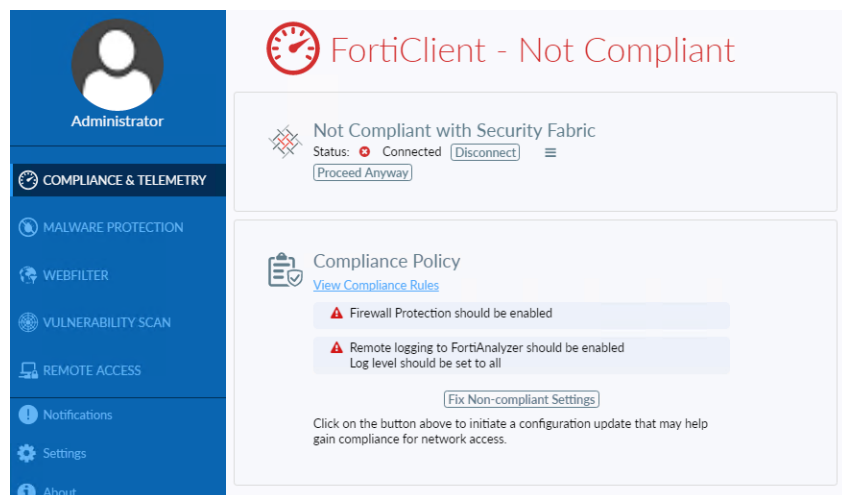 FortiClient - Not Compliant
Administrator
COMPLIANCE & TELEMETRY
MALWARE PROTECTION
WEBFILTER
VULNERABILITY SCAN
REMOTE ACCESS
Notifications
Settings
About
Not Compliant with Security Fabric
Status: Connected Disconnect
Proceed Anyway
Compliance Policy
View Compliance Rules
Firewall Protection should be enabled
Remote logging to FortiAnalyzer should be enabled
Log level should be set to all
Fix Non-compliant Settings
Click on the button above to initiate a configuration update that may help
gain compliance for network access.